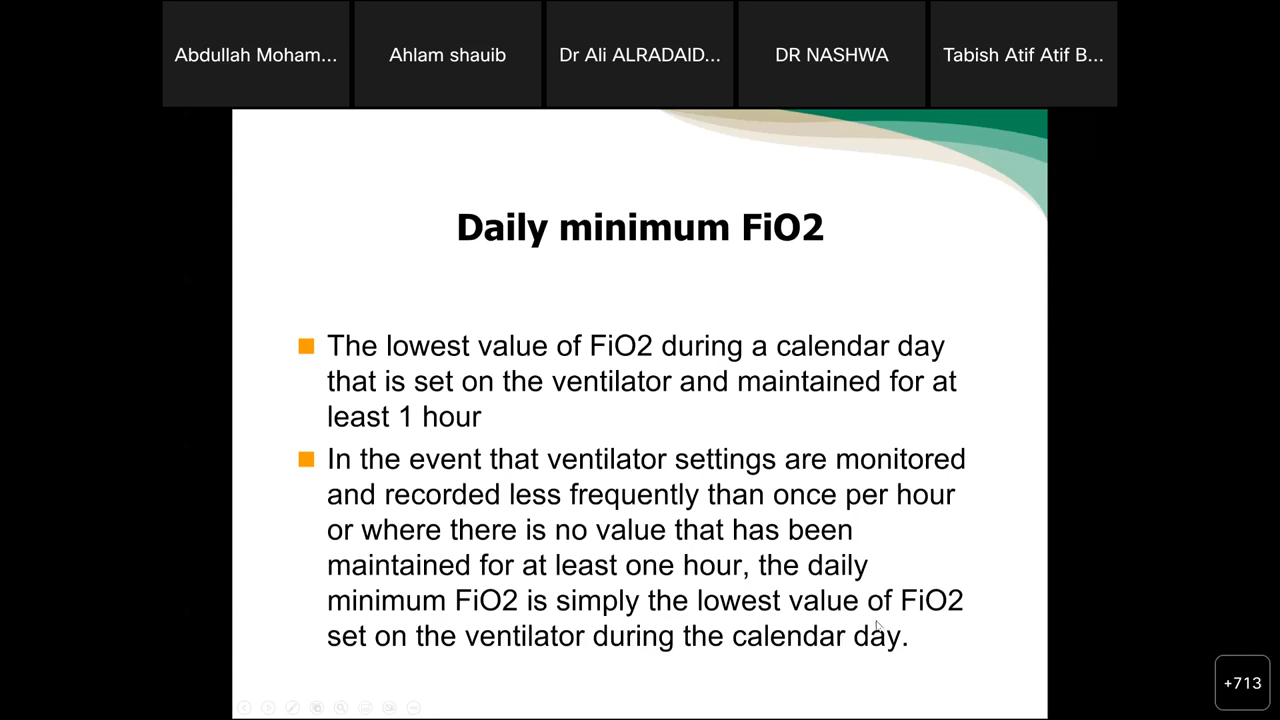 Abdullah Moham...
Ahlam shauib
Dr Ali ALRADAID...
DR NASHWA
Tabish Atif Atif B...
Daily minimum FiO2
The lowest value of FiO2 during a calendar day
that is set on the ventilator and maintained for at
least 1 hour
In the event that ventilator settings are monitored
and recorded less frequently than once per hour
or where there is no value that has been
maintained for at least one hour, the daily
minimum FiO2 is simply the lowest value of FiO2
set on the ventilator during the calendar day.
+713